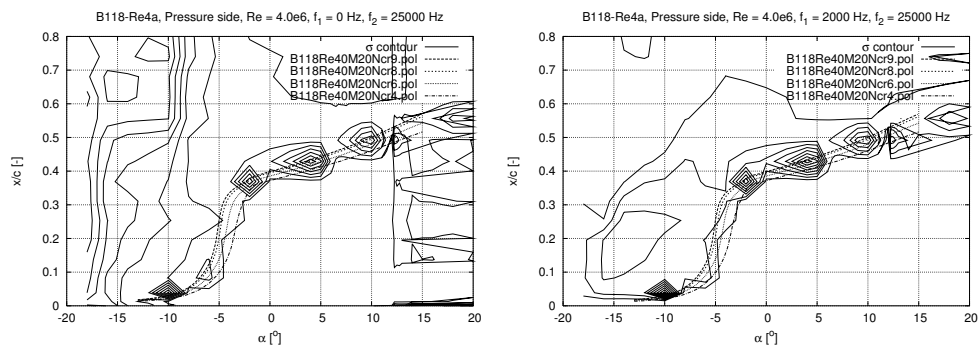 B118-Re4a, Pressure side, Re = 4.0e6, f1 = 0 Hz, f2 = 25000 Hz
σ contour
B118Re40M20Ncr9.pol
B118Re40M20Ncr8.pol
B118Re40M20Ncr6.pol
B118Re40M20Ncr4.pol
0.8
0.7
0.6
0.5
0.4
0.3
0.2
0.1
0
x/c [-]
-20 -15 -10 -5 0 5 10 15 20
α [o]
B118-Re4a, Pressure side, Re = 4.0e6, f1 = 2000 Hz, f2 = 25000 Hz
σ contour
B118Re40M20Ncr9.pol
B118Re40M20Ncr8.pol
B118Re40M20Ncr6.pol
B118Re40M20Ncr4.pol
0.8
0.7
0.6
0.5
0.4
0.3
0.2
0.1
0
x/c [-]
-20 -15 -10 -5 0 5 10 15 20
α [o]